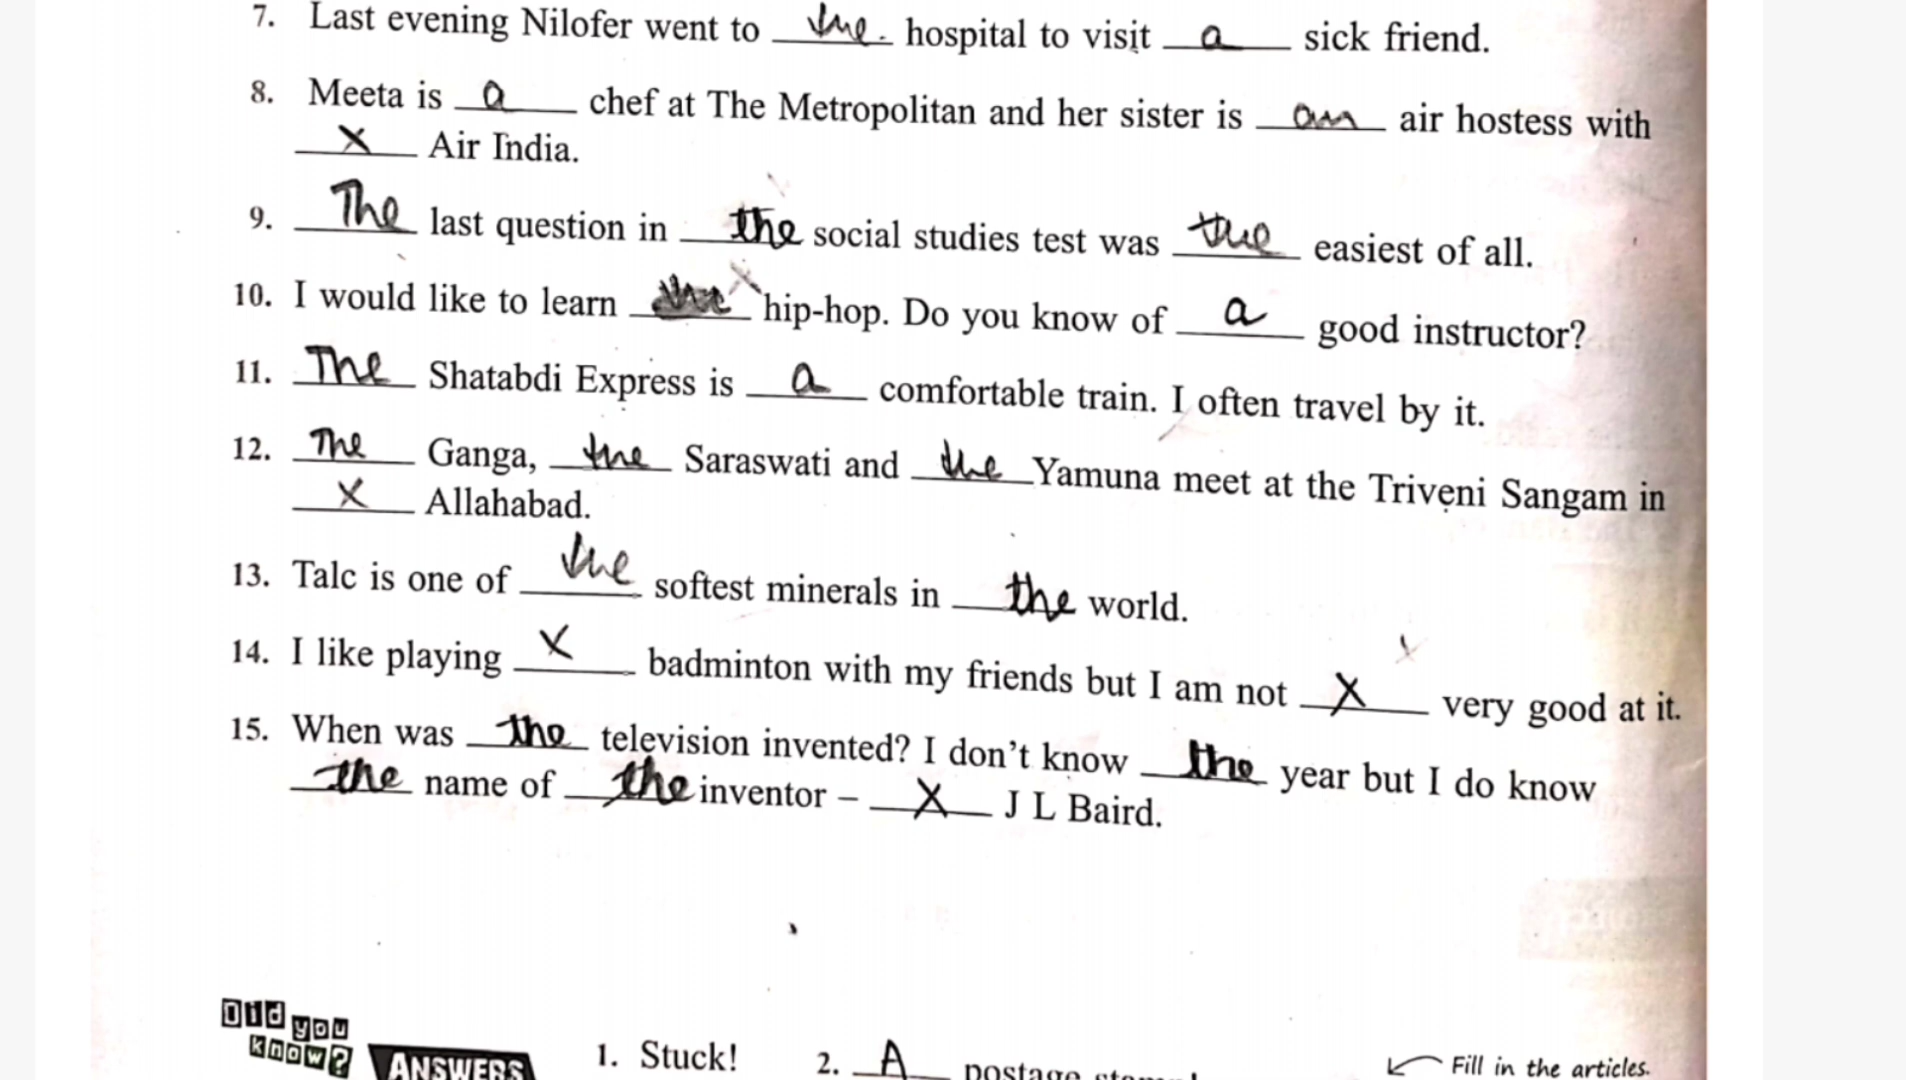 7. Last evening Nilofer went to the. hospital to visit a sick friend.
8. Meeta is a chef at The Metropolitan and her sister is an air hostess with
x Air India.
9. The last question in the social studies test was the easiest of all.
10. I would like to learn the x hip-hop. Do you know of a good instructor?
11. The Shatabdi Express is a comfortable train. I often travel by it.
12. The Ganga, the Saraswati and the Yamuna meet at the Triveni Sangam in
x Allahabad.
13. Talc is one of the softest minerals in the world.
14. I like playing x badminton with my friends but I am not x very good at it.
15. When was the television invented? I don't know the year but I do know
the name of the inventor – x J L Baird.
Did you know?
ANSWERS 1. Stuck! 2. A postage stamp! Fill in the articles.